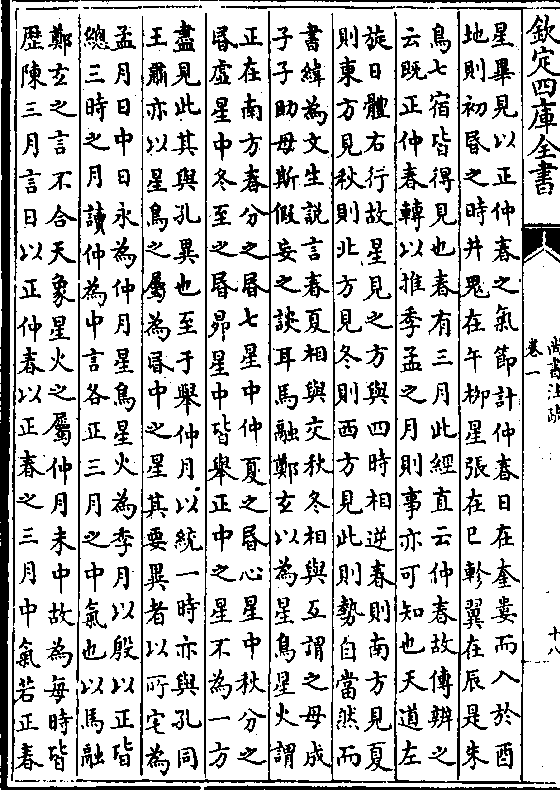 欽定四庫全書
尚書注疏
卷一
十八
星畢見以正仲春之氣節計仲春日在奎婁而入於酉
地則初昏之時井鬼在午柳星張在巳軫翼在辰是朱
鳥七宿皆得見也春有三月此經直云仲春故傳辨之
云既正仲春轉以推季孟之月則事亦可知也天道左
旋日體右行故星見之方與四時相逆春則南方見夏
則東方見秋則北方見冬則西方見此則勢自當然而
書緯為文生說言春夏相與交秋冬相與互謂之母成
子子助母斯假妄之談耳馬融鄭玄以為星鳥星火謂
正在南方春分之昏七星中仲夏之昏心星中秋分之
昏虛星中冬至之昏昴星中皆舉正中之星不為一方
盡見此其與孔異也至于舉仲月以統一時亦與孔同
王肅亦以星鳥之屬為昏中之星其要異者以所宅為
孟月日中日永為仲月星鳥星火為季月以殷以正皆
總三時之月讀仲為中言各正三月之中氣也以馬融
鄭玄之言不合天象星火之屬仲月未中故為每時皆
歴陳三月言日以正仲春以正春之三月中氣若正春